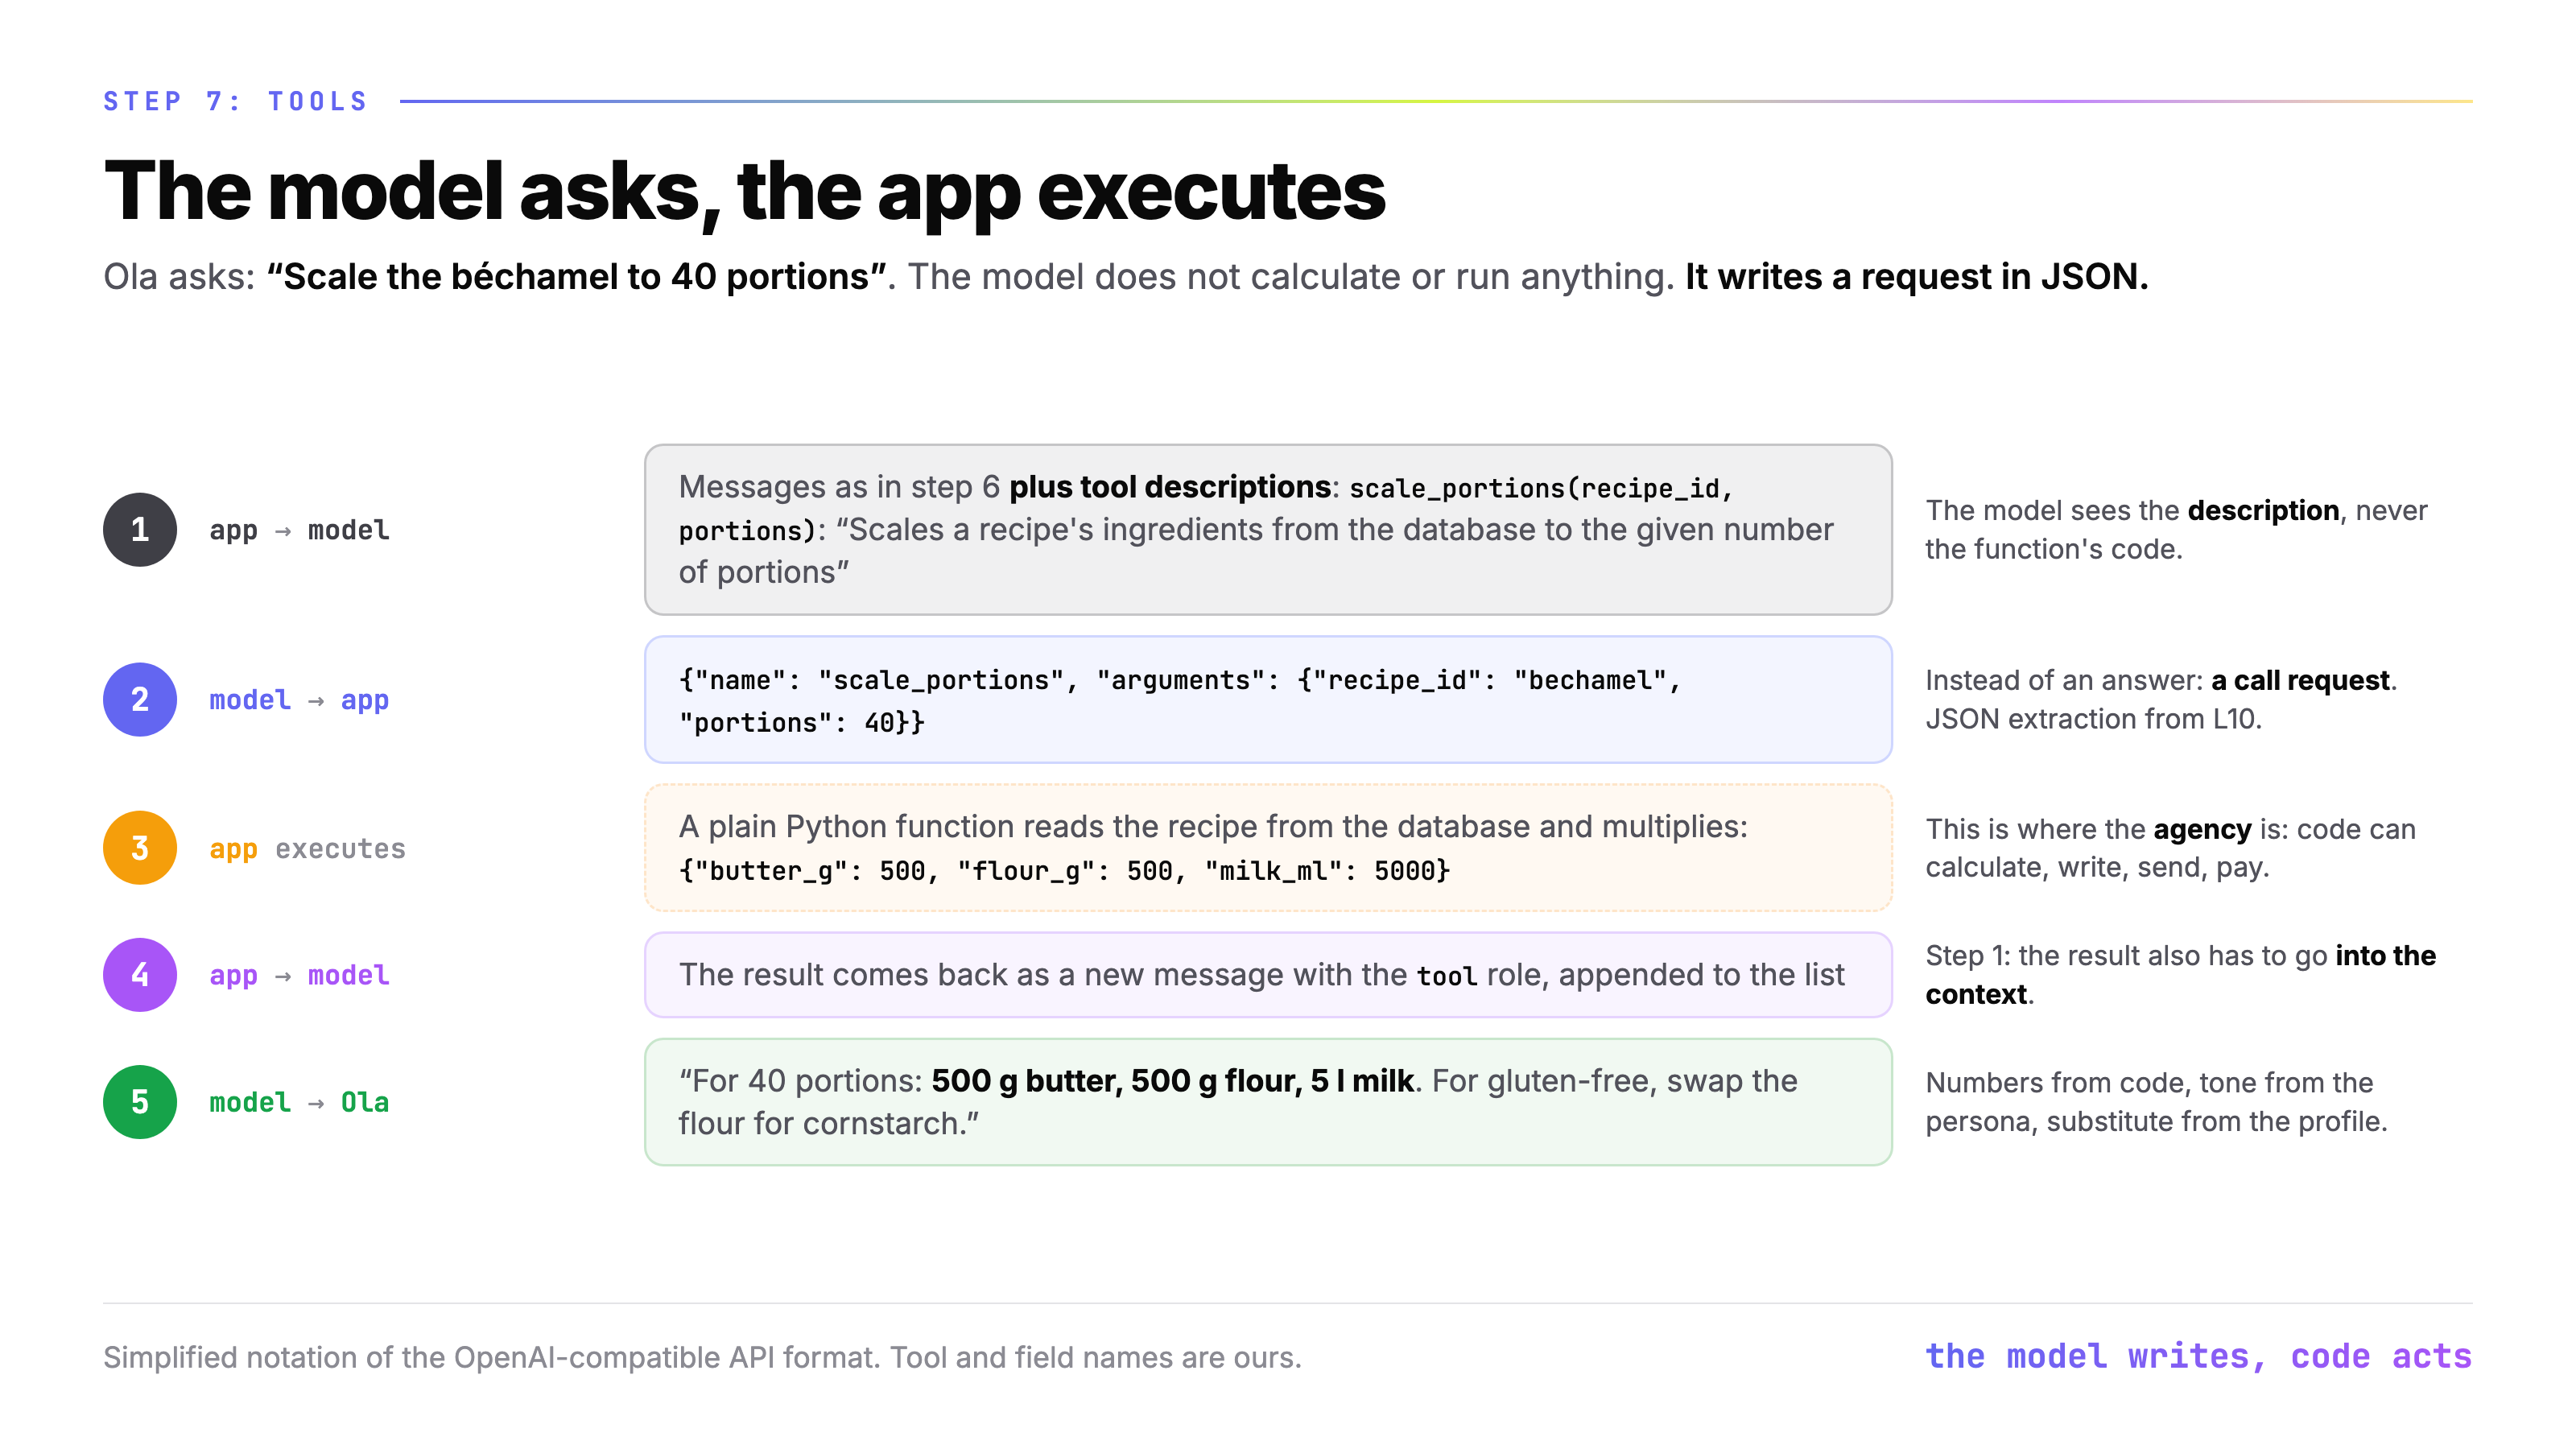 STEP 7: TOOLS
The model asks, the app executes
Ola asks: “Scale the béchamel to 40 portions”. The model does not calculate or run anything. It writes a request in JSON.
1
app → model
Messages as in step 6 plus tool descriptions: scale_portions(recipe_id,
portions): “Scales a recipe's ingredients from the database to the given number
of portions”
The model sees the description, never
the function's code.
2
model → app
{"name": "scale_portions", "arguments": {"recipe_id": "bechamel",
"portions": 40}}
Instead of an answer: a call request.
JSON extraction from L10.
3
app executes
A plain Python function reads the recipe from the database and multiplies:
{"butter_g": 500, "flour_g": 500, "milk_ml": 5000}
This is where the agency is: code can
calculate, write, send, pay.
4
app → model
The result comes back as a new message with the tool role, appended to the list
Step 1: the result also has to go into the
context.
5
model → Ola
“For 40 portions: 500 g butter, 500 g flour, 5 l milk. For gluten-free, swap the
flour for cornstarch.”
Numbers from code, tone from the
persona, substitute from the profile.
Simplified notation of the OpenAI-compatible API format. Tool and field names are ours.
the model writes, code acts